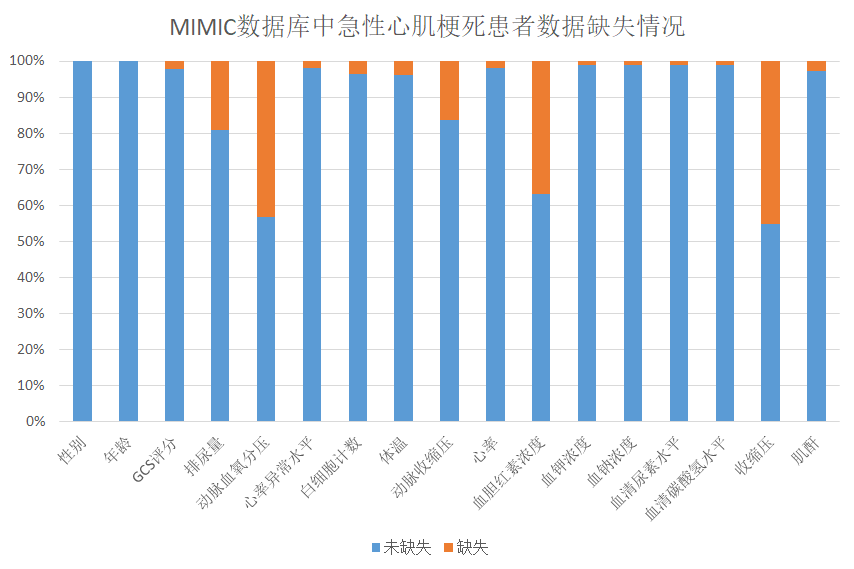 MIMIC数据库中急性心肌梗死患者数据缺失情况
100%
90%
80%
70%
60%
50%
40%
30%
20%
10%
0%
性别
年龄
GCS评分
排尿量
动脉血氧分压
心率异常水平
白细胞计数
体温
动脉收缩压
心率
血胆红素浓度
血钾浓度
血钠浓度
血清尿素水平
血清碳酸氢水平
收缩压
肌酐
未缺失
缺失